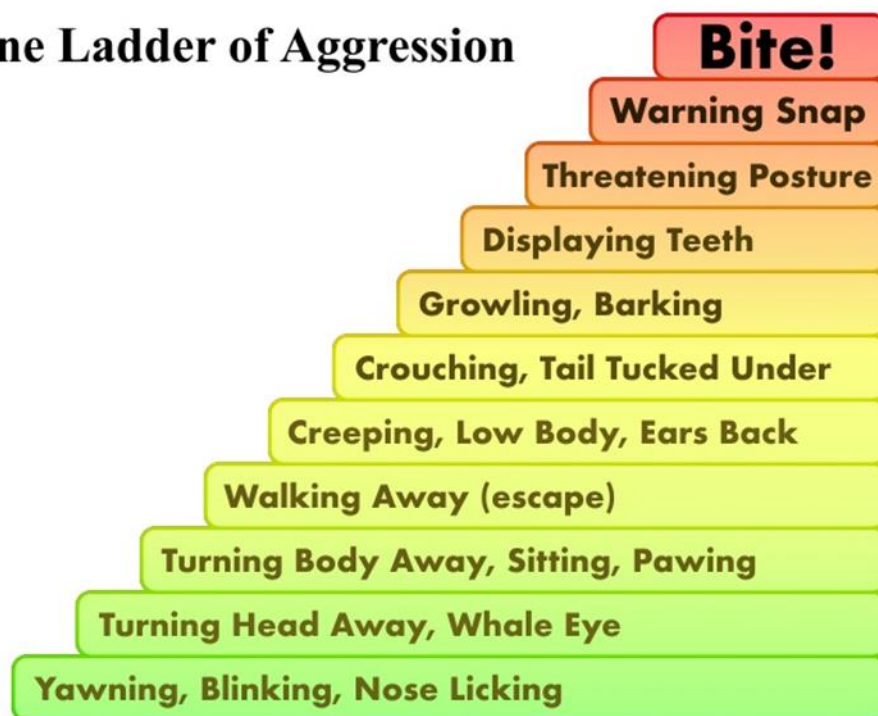 ne Ladder of Aggression
Bite!
Warning Snap
Threatening Posture
Displaying Teeth
Growling, Barking
Crouching, Tail Tucked Under
Creeping, Low Body, Ears Back
Walking Away (escape)
Turning Body Away, Sitting, Pawing
Turning Head Away, Whale Eye
Yawning, Blinking, Nose Licking